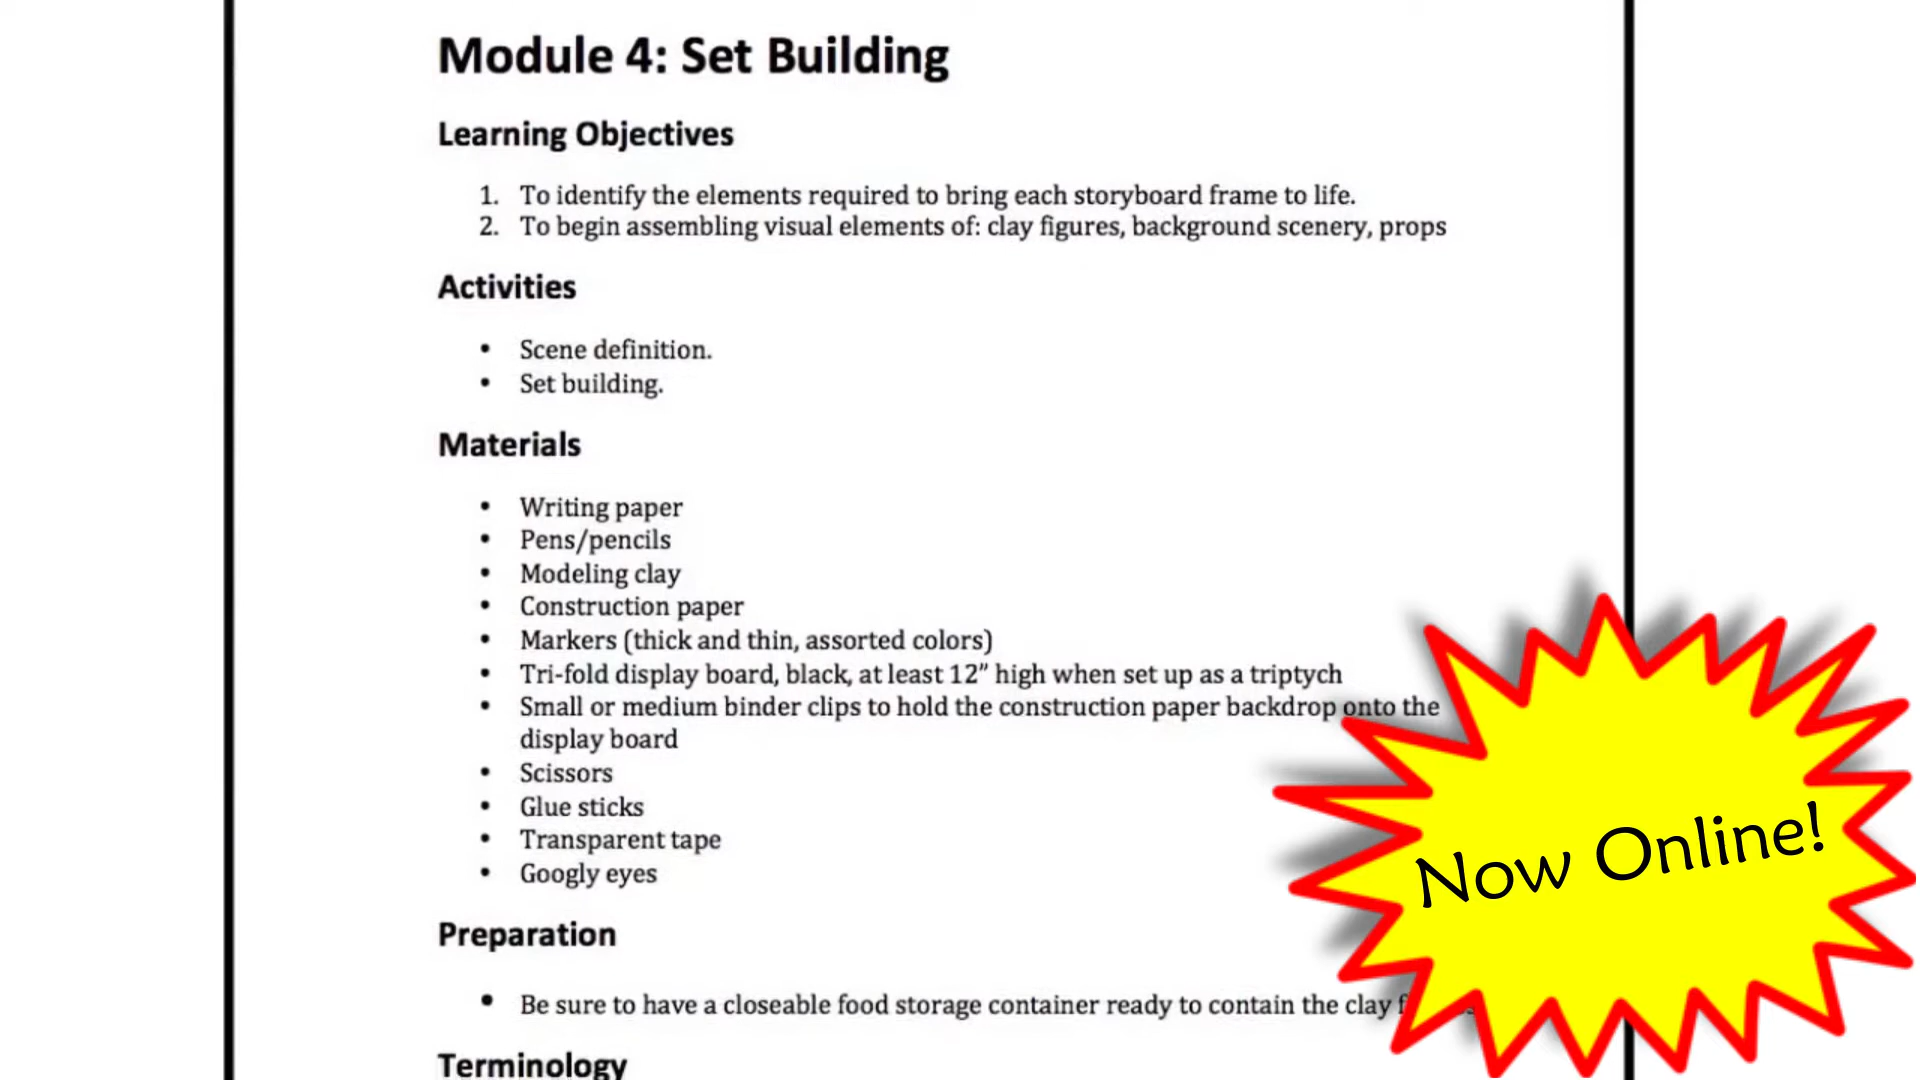 Module 4: Set Building
Learning Objectives
1. To identify the elements required to bring each storyboard frame to life.
2. To begin assembling visual elements of: clay figures, background scenery, props
Activities
• Scene definition.
• Set building.
Materials
• Writing paper
• Pens/pencils
• Modeling clay
• Construction paper
• Markers (thick and thin, assorted colors)
• Tri-fold display board, black, at least 12” high when set up as a triptych
• Small or medium binder clips to hold the construction paper backdrop onto the
display board
• Scissors
• Glue sticks
• Transparent tape
• Googly eyes
Preparation
• Be sure to have a closeable food storage container ready to contain the clay
Terminology
Now Online!